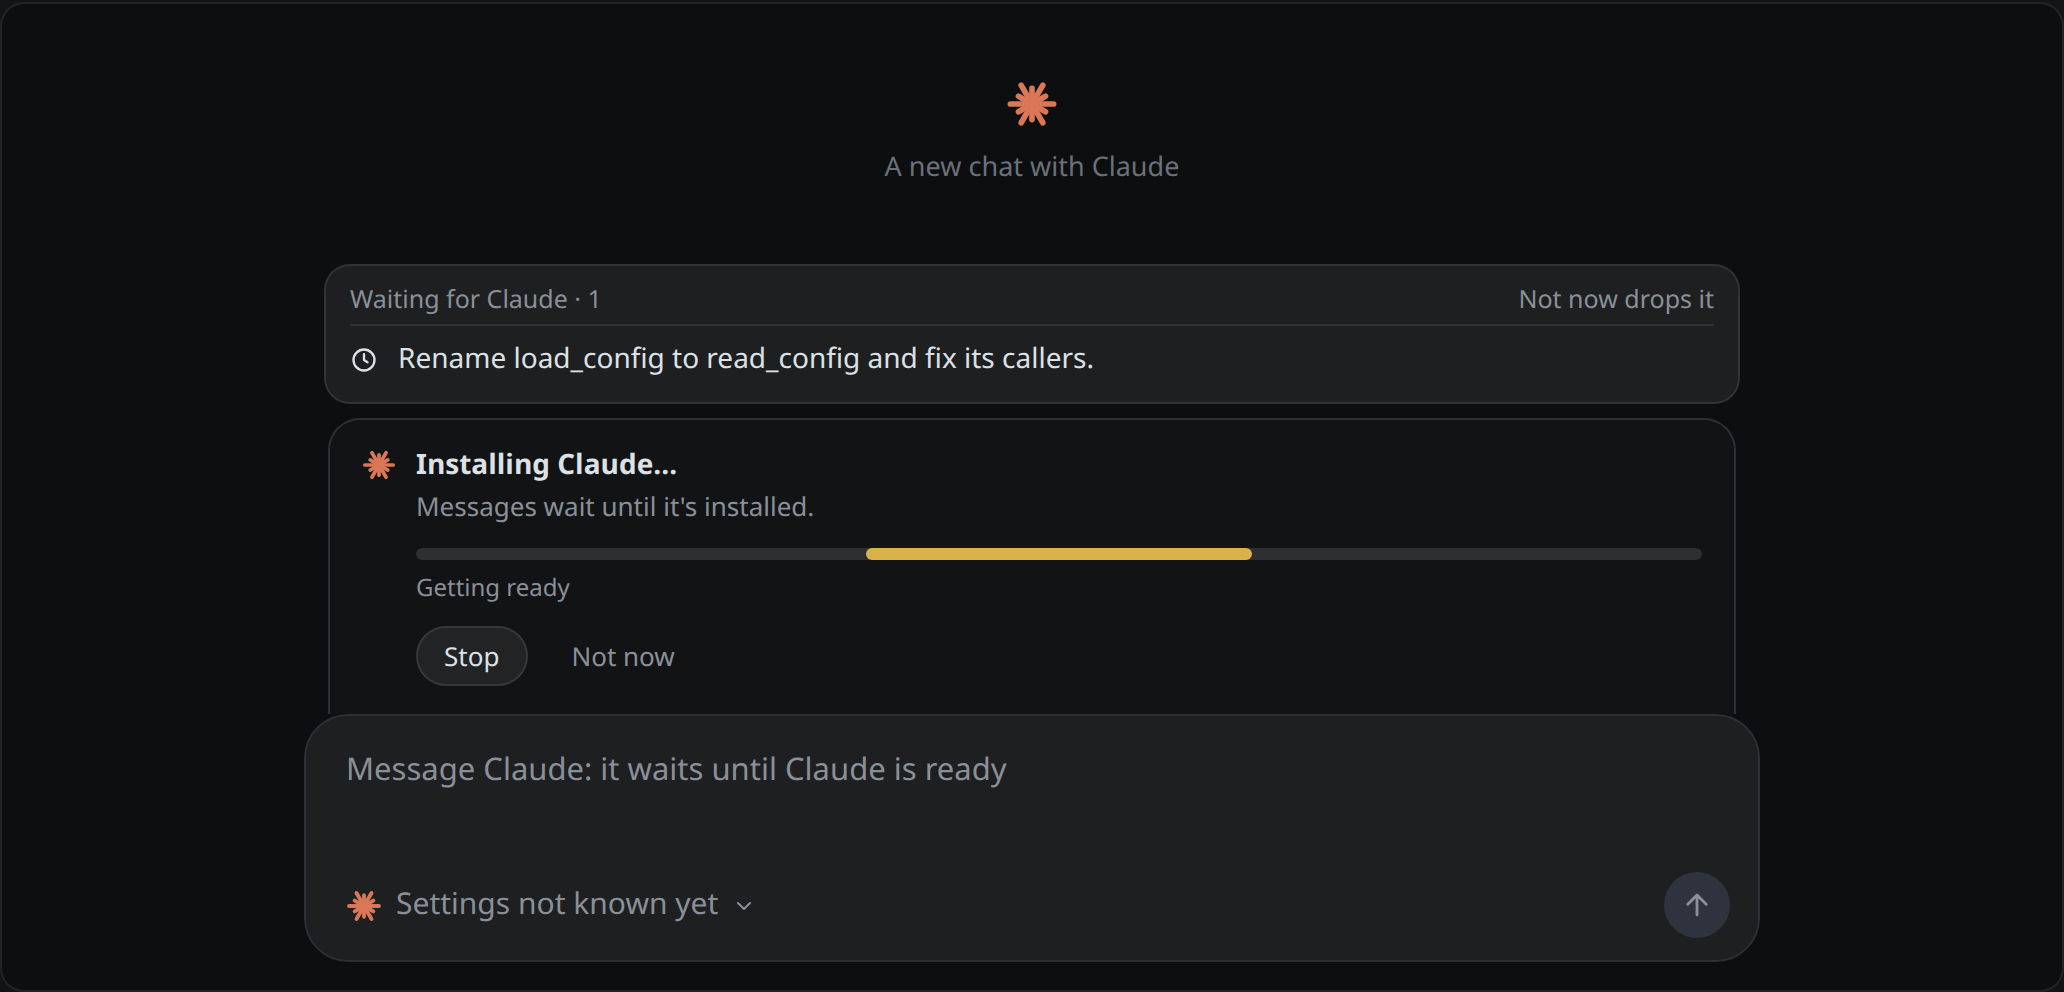 A new chat with Claude
Waiting for Claude · 1
Not now drops it
Rename load_config to read_config and fix its callers.
Installing Claude...
Messages wait until it's installed.
Getting ready
Stop
Not now
Message Claude: it waits until Claude is ready
Settings not known yet